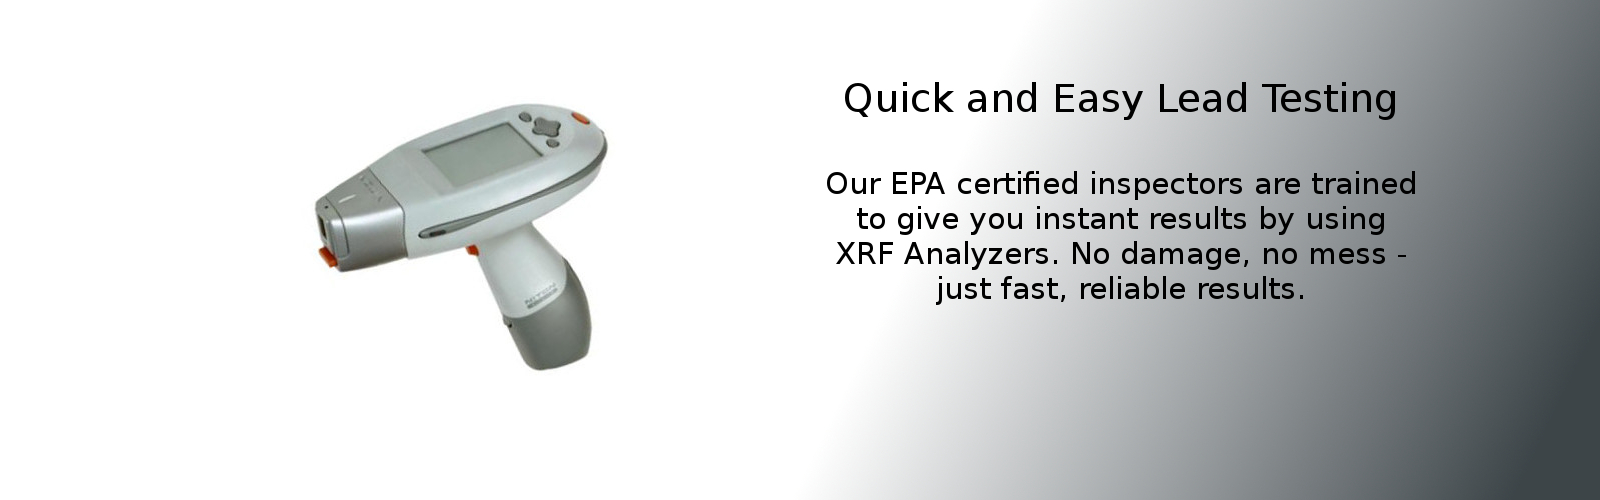 Quick and Easy Lead Testing
Our EPA certified inspectors are trained
to give you instant results by using
XRF Analyzers. No damage, no mess -
just fast, reliable results.
NITON